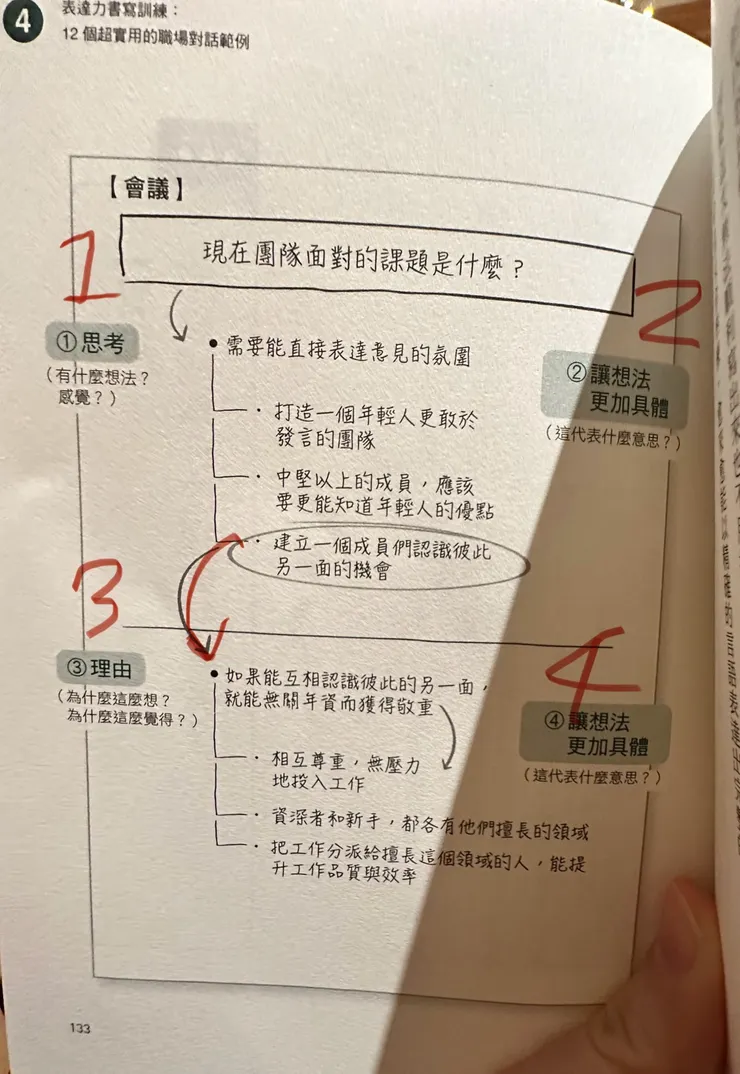 4
表達力書寫訓練：
12 個超實用的職場對話範例
【會議】
1
現在團隊面對的課題是什麼？
2
①思考
（有什麼想法？
感覺？）
• 需要能直接表達意見的氛圍
②讓想法
更加具體
（這代表什麼意思？）
· 打造一個年輕人更敢於
發言的團隊
· 中堅以上的成員，應該
要更能知道年輕人的優點
· 建立一個成員們認識彼此
另一面的機會
3
③理由
（為什麼這麼想？
為什麼這麼覺得？）
• 如果能互相認識彼此的另一面，
就能無關年資而獲得敬重
4
④讓想法
更加具體
（這代表什麼意思？）
· 相互尊重，無壓力
地投入工作
· 資深者和新手，都各有他們擅長的領域
· 把工作分派給擅長這個領域的人，能提
升工作品質與效率
133